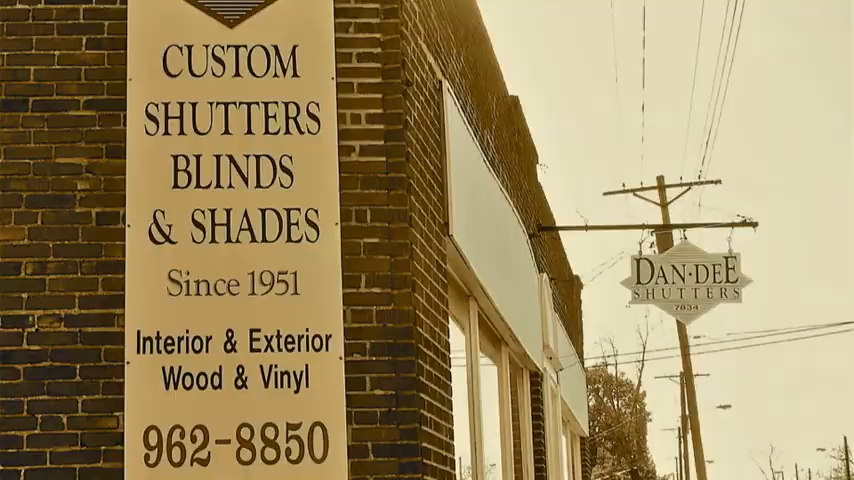 CUSTOM
SHUTTERS
BLINDS
& SHADES
Since 1951
Interior & Exterior
Wood & Vinyl
962-8850
DAN·DEE
SHUTTERS
7834